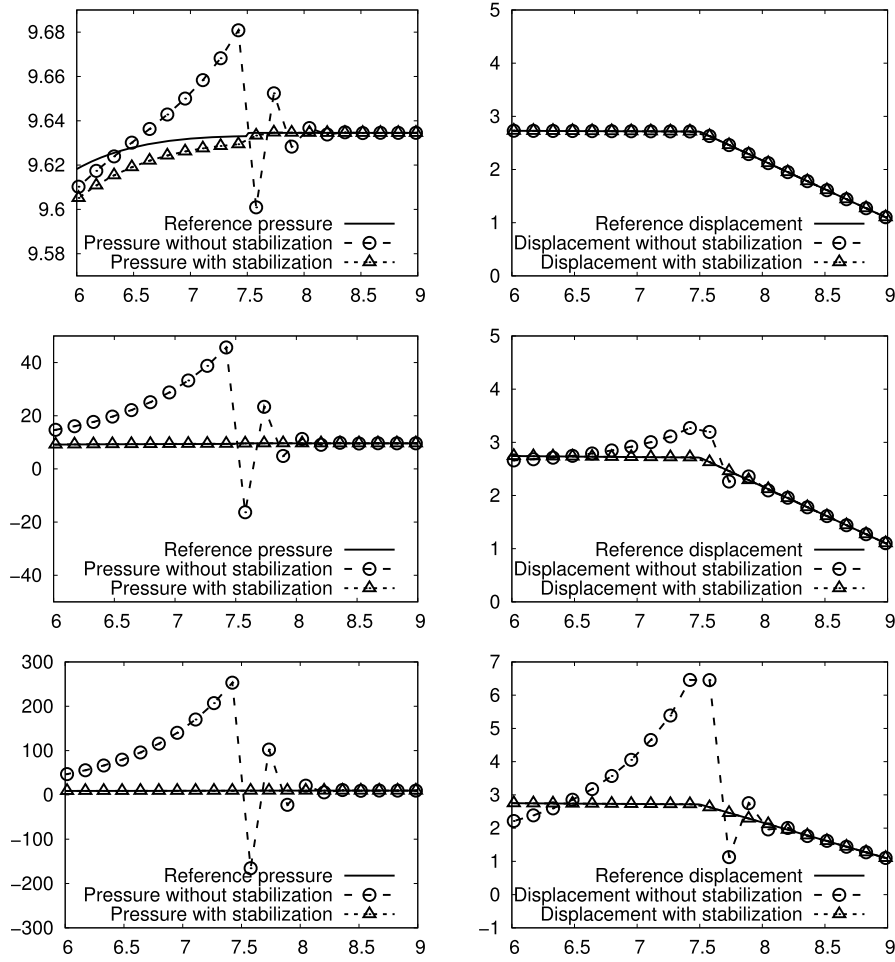 9.68
9.66
9.64
9.62
9.6
9.58
Reference pressure
Pressure without stabilization
Pressure with stabilization
6 6.5 7 7.5 8 8.5 9
5
4
3
2
1
0
Reference displacement
Displacement without stabilization
Displacement with stabilization
6 6.5 7 7.5 8 8.5 9
40
20
0
−20
−40
Reference pressure
Pressure without stabilization
Pressure with stabilization
6 6.5 7 7.5 8 8.5 9
5
4
3
2
1
0
Reference displacement
Displacement without stabilization
Displacement with stabilization
6 6.5 7 7.5 8 8.5 9
300
200
100
0
−100
−200
−300
Reference pressure
Pressure without stabilization
Pressure with stabilization
6 6.5 7 7.5 8 8.5 9
7
6
5
4
3
2
1
0
−1
Reference displacement
Displacement without stabilization
Displacement with stabilization
6 6.5 7 7.5 8 8.5 9